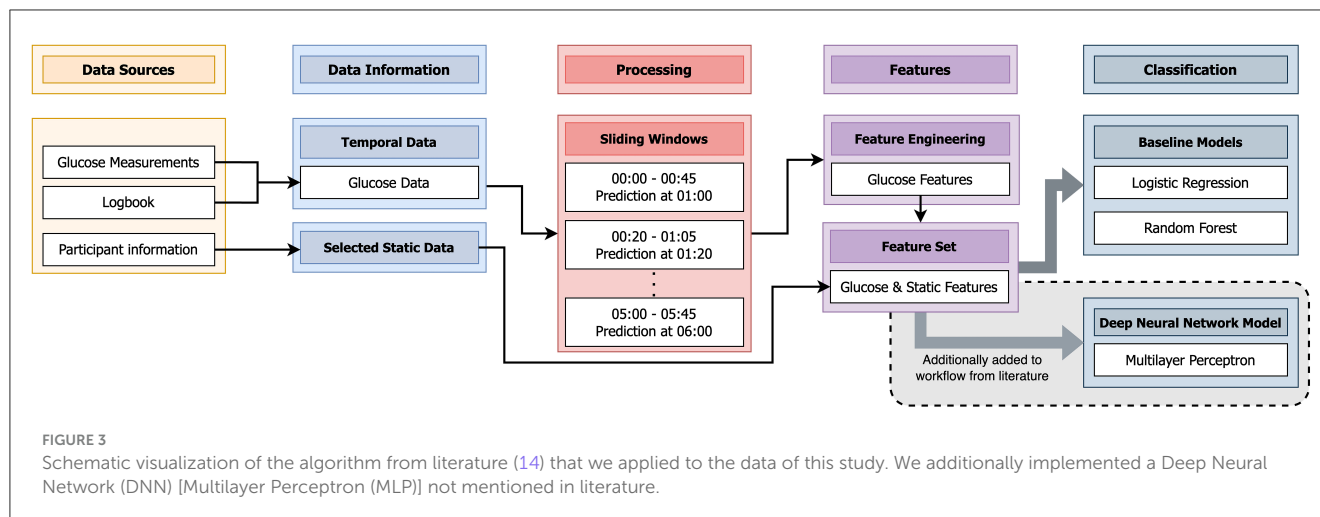 Data Sources
Data Information
Processing
Features
Classification
Glucose Measurements
Logbook
Participant information
Temporal Data
Glucose Data
Selected Static Data
Sliding Windows
00:00 - 00:45
Prediction at 01:00
00:20 - 01:05
Prediction at 01:20
05:00 - 05:45
Prediction at 06:00
Feature Engineering
Glucose Features
Feature Set
Glucose & Static Features
Baseline Models
Logistic Regression
Random Forest
Deep Neural Network Model
Multilayer Perceptron
Additionally added to
workflow from literature
FIGURE 3
Schematic visualization of the algorithm from literature (14) that we applied to the data of this study. We additionally implemented a Deep Neural
Network (DNN) [Multilayer Perceptron (MLP)] not mentioned in literature.